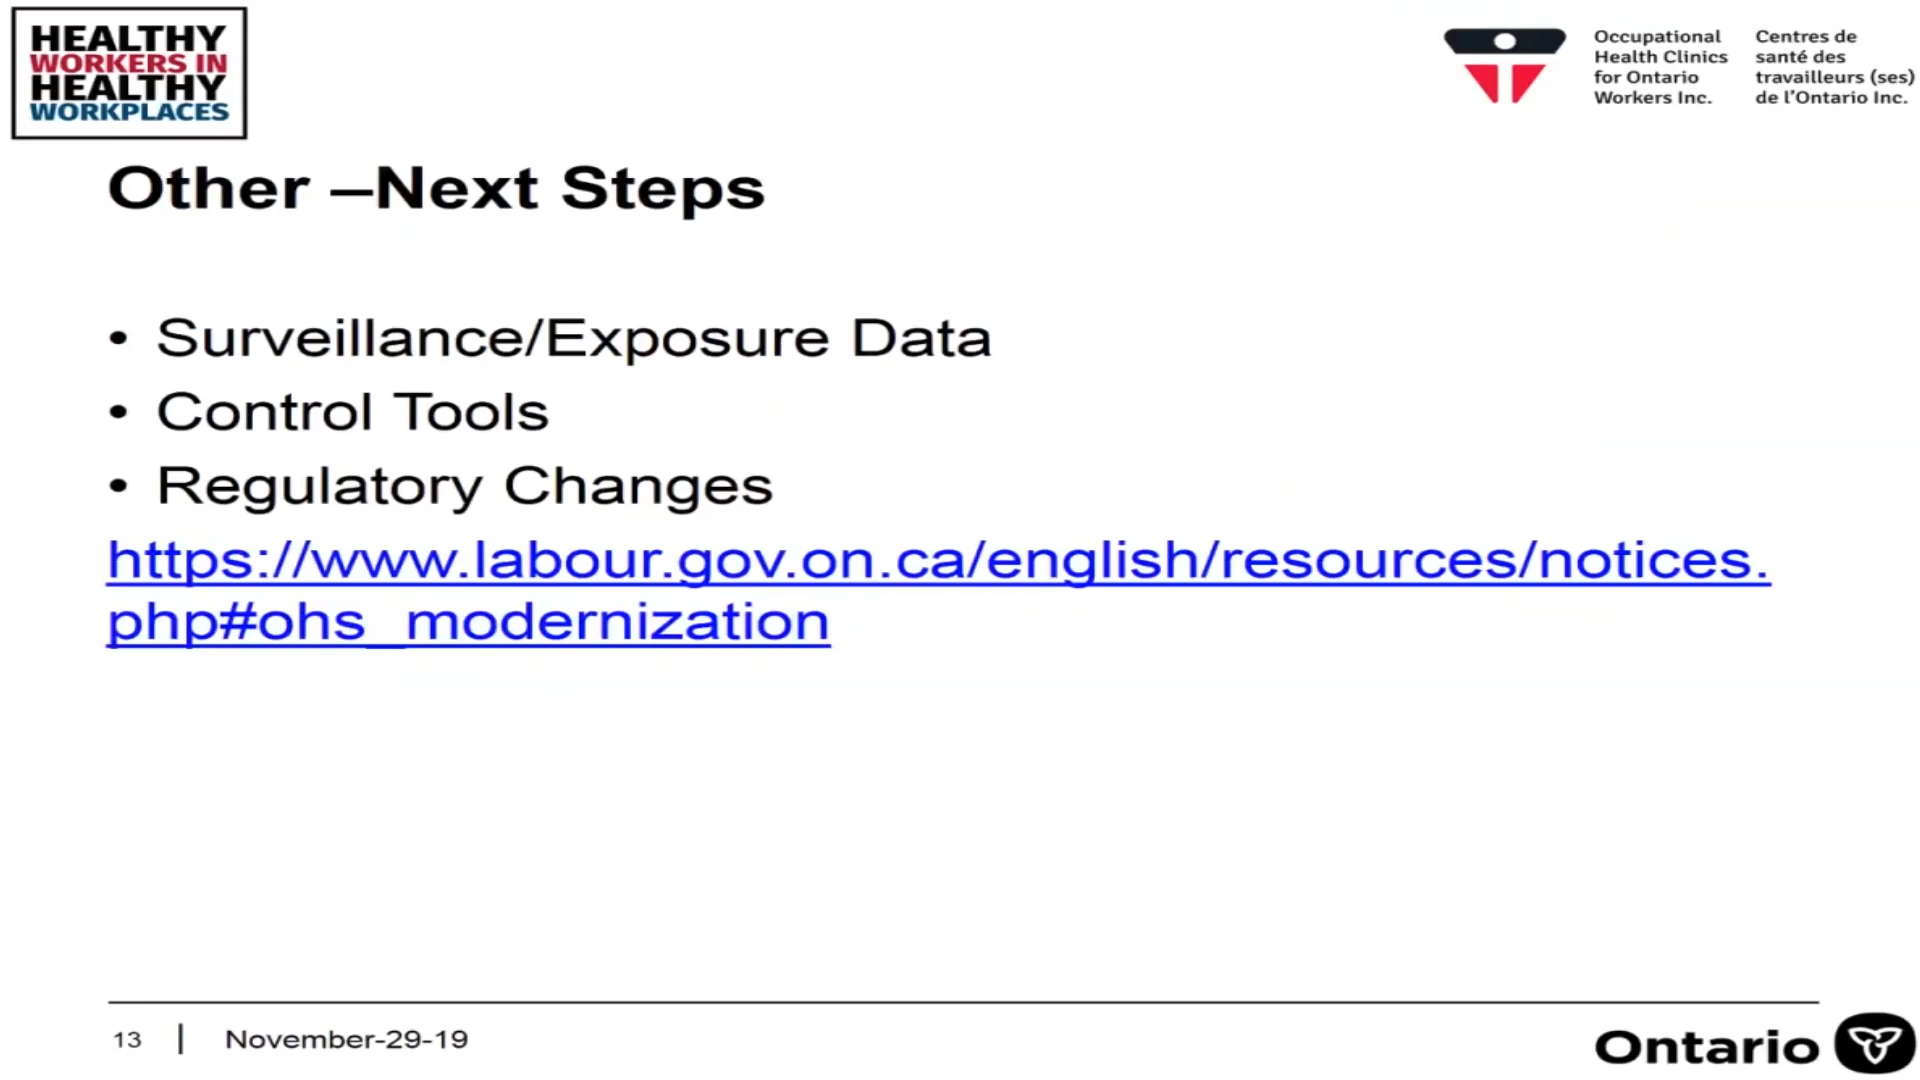 HEALTHY
WORKERS IN
HEALTHY
WORKPLACES
Occupational
Health Clinics
for Ontario
Workers Inc.
Centres de
santé des
travailleurs (ses)
de l'Ontario Inc.
Other –Next Steps
• Surveillance/Exposure Data
• Control Tools
• Regulatory Changes
https://www.labour.gov.on.ca/english/resources/notices.
php#ohs_modernization
13 | November-29-19
Ontario